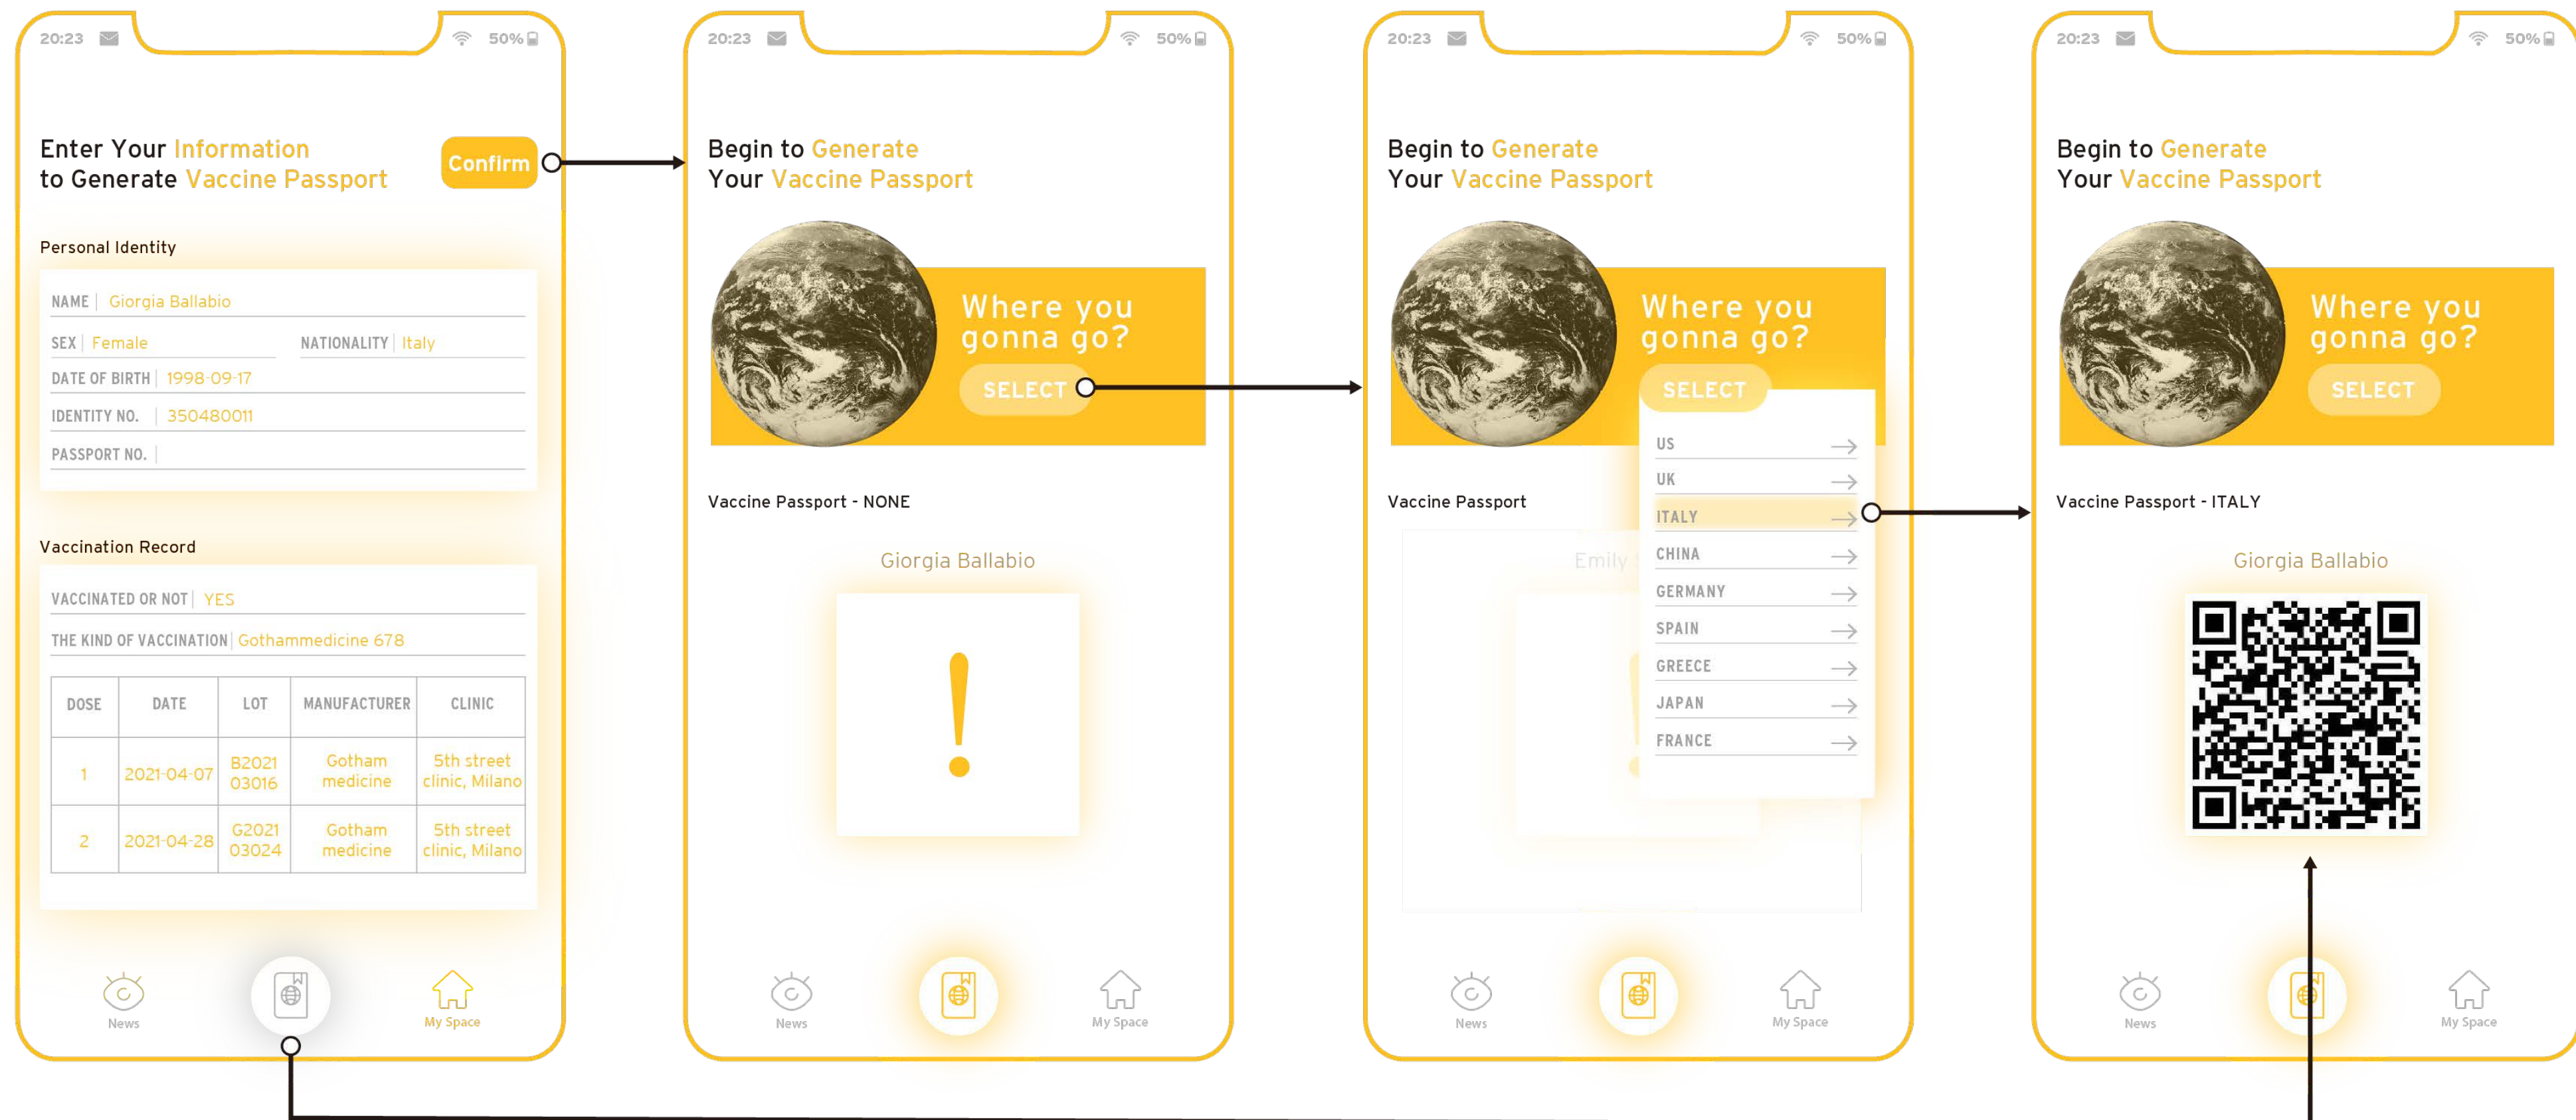 20:23
50%
Enter Your Information
to Generate Vaccine Passport
Confirm
Personal Identity
NAME | Giorgia Ballabio
SEX | Female
NATIONALITY | Italy
DATE OF BIRTH | 1998-09-17
IDENTITY NO. | 350480011
PASSPORT NO. |
Vaccination Record
VACCINATED OR NOT | YES
THE KIND OF VACCINATION | Gothammedicine 678
DOSE DATE LOT MANUFACTURER CLINIC
1
2021-04-07
B2021
03016
Gotham
medicine
5th street
clinic, Milano
2
2021-04-28
G2021
03024
Gotham
medicine
5th street
clinic, Milano
News
My Space
20:23
50%
Begin to Generate
Your Vaccine Passport
Where you
gonna go?
SELECT
Vaccine Passport - NONE
Giorgia Ballabio
!
News
My Space
20:23
50%
Begin to Generate
Your Vaccine Passport
Where you
gonna go?
SELECT
US
UK
ITALY
CHINA
GERMANY
SPAIN
GREECE
JAPAN
FRANCE
Vaccine Passport
Emily
News
My Space
20:23
50%
Begin to Generate
Your Vaccine Passport
Where you
gonna go?
SELECT
Vaccine Passport - ITALY
Giorgia Ballabio
News
My Space